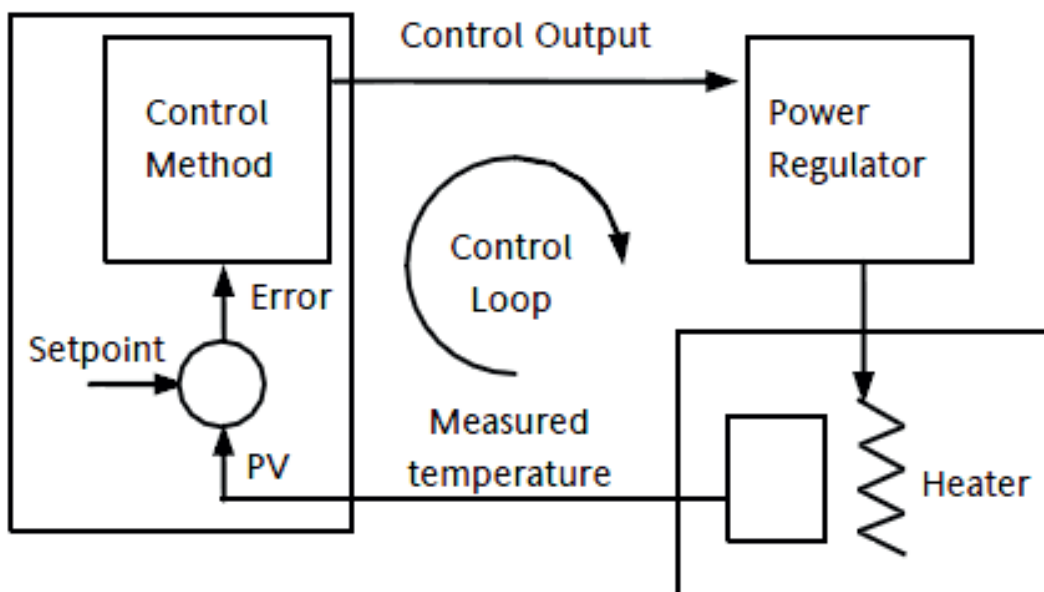 Control Output
Control
Method
Power
Regulator
Control
Loop
Error
Setpoint
Measured
temperature
PV
Heater